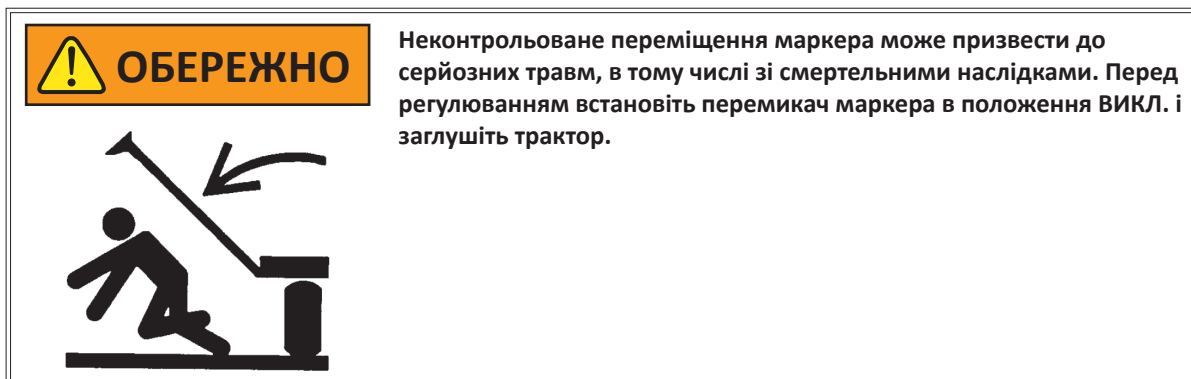 ОБЕРЕЖНО
Неконтрольоване переміщення маркера може призвести до
серйозних травм, в тому числі зі смертельними наслідками. Перед
регулюванням встановіть перемикач маркера в положення ВИКЛ. і
заглушіть трактор.